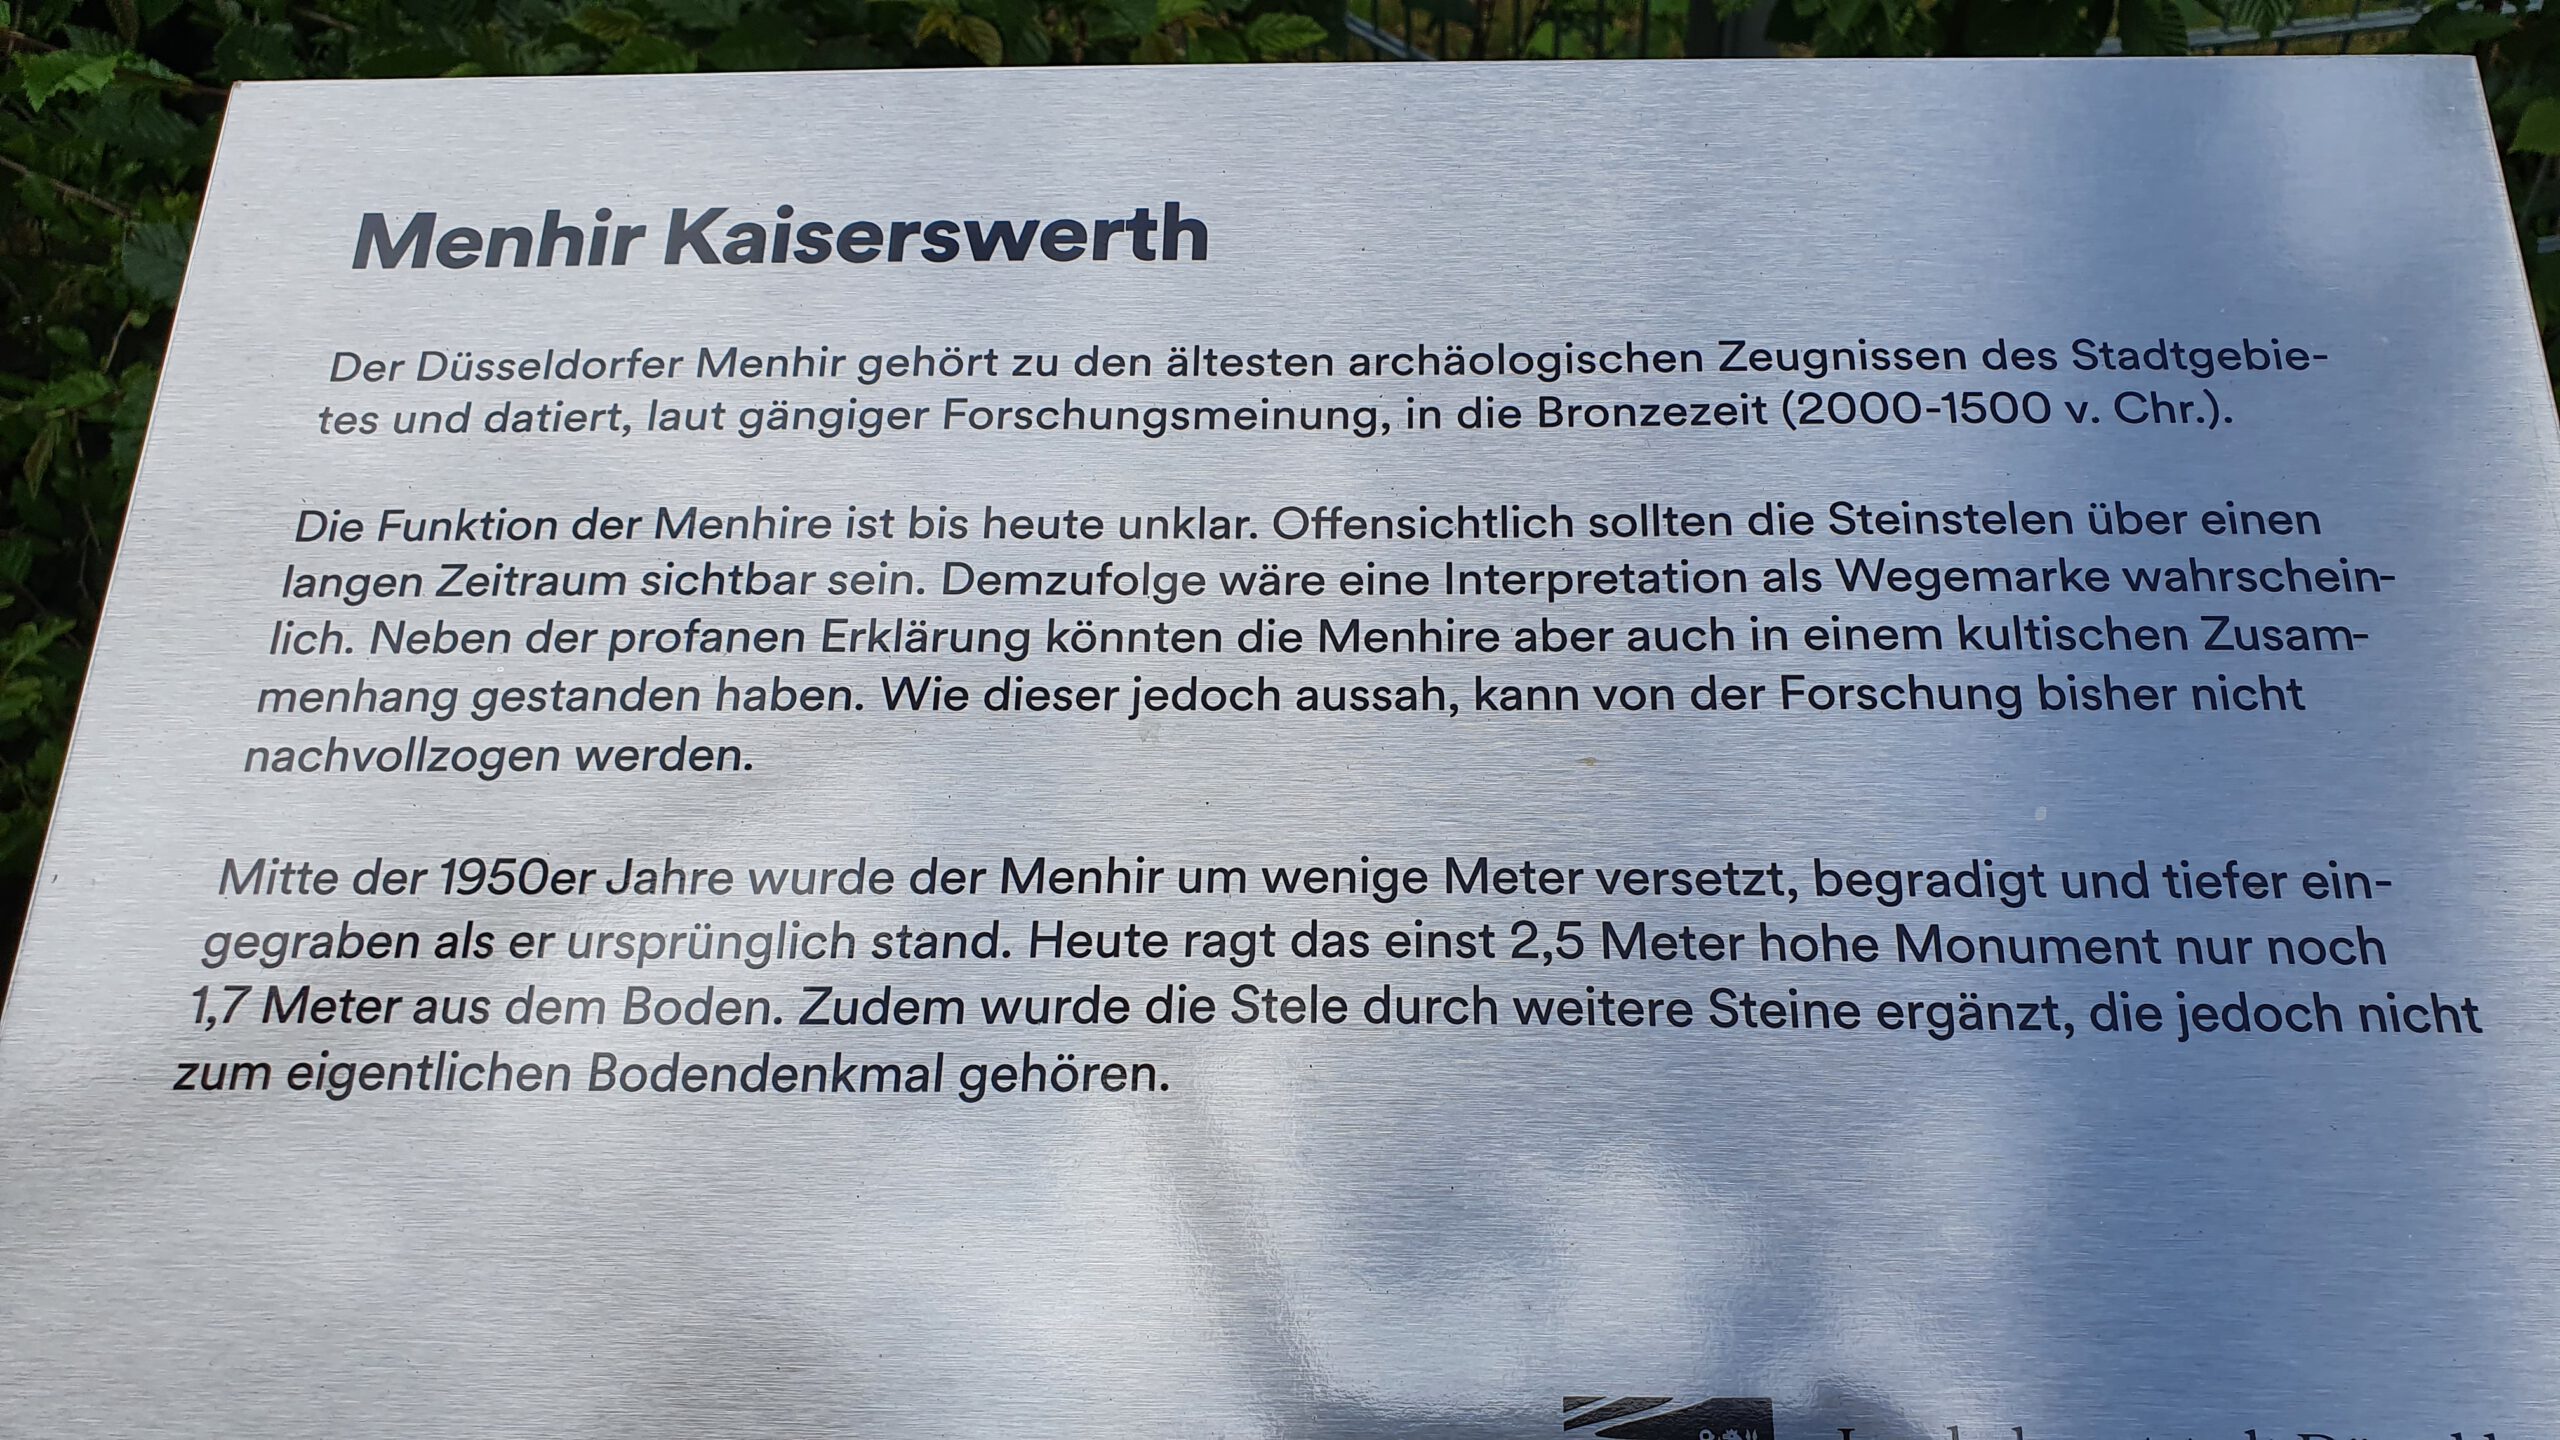 Menhir Kaiserswerth
Der Düsseldorfer Menhir gehört zu den ältesten archäologischen Zeugnissen des Stadtgebie-
tes und datiert, laut gängiger Forschungsmeinung, in die Bronzezeit (2000-1500 v. Chr.).
Die Funktion der Menhire ist bis heute unklar. Offensichtlich sollten die Steinstelen über einen
langen Zeitraum sichtbar sein. Demzufolge wäre eine Interpretation als Wegemarke wahrschein-
lich. Neben der profanen Erklärung könnten die Menhire aber auch in einem kultischen Zusam-
menhang gestanden haben. Wie dieser jedoch aussah, kann von der Forschung bisher nicht
nachvollzogen werden.
Mitte der 1950er Jahre wurde der Menhir um wenige Meter versetzt, begradigt und tiefer ein-
gegraben als er ursprünglich stand. Heute ragt das einst 2,5 Meter hohe Monument nur noch
1,7 Meter aus dem Boden. Zudem wurde die Stele durch weitere Steine ergänzt, die jedoch nicht
zum eigentlichen Bodendenkmal gehören.